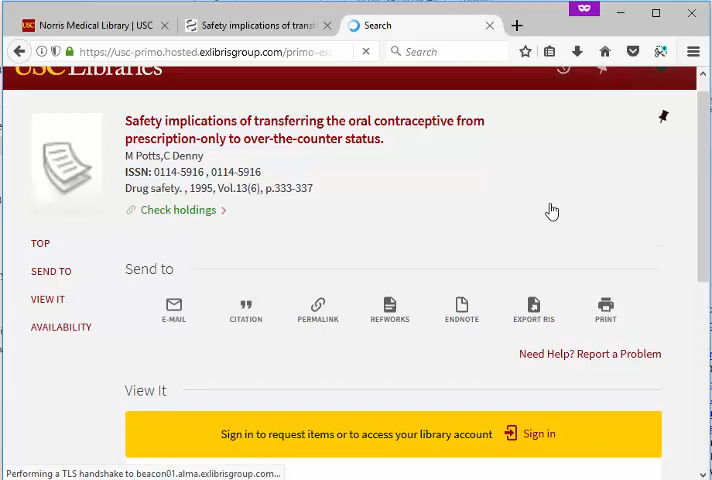 Norris Medical Library | USC
Safety implications of transf
Search
https://usc-primo.hosted.exlibrisgroup.com/primo-ex
Search
USC Libraries
Safety implications of transferring the oral contraceptive from
prescription-only to over-the-counter status.
M Potts,C Denny
ISSN: 0114-5916 , 0114-5916
Drug safety. , 1995, Vol.13(6), p.333-337
Check holdings
TOP
SEND TO
VIEW IT
AVAILABILITY
Send to
E-MAIL
CITATION
PERMALINK
REFWORKS
ENDNOTE
EXPORT RIS
PRINT
Need Help? Report a Problem
View It
Sign in to request items or to access your library account
Sign in
Performing a TLS handshake to beacon01.alma.exlibrisgroup.com...